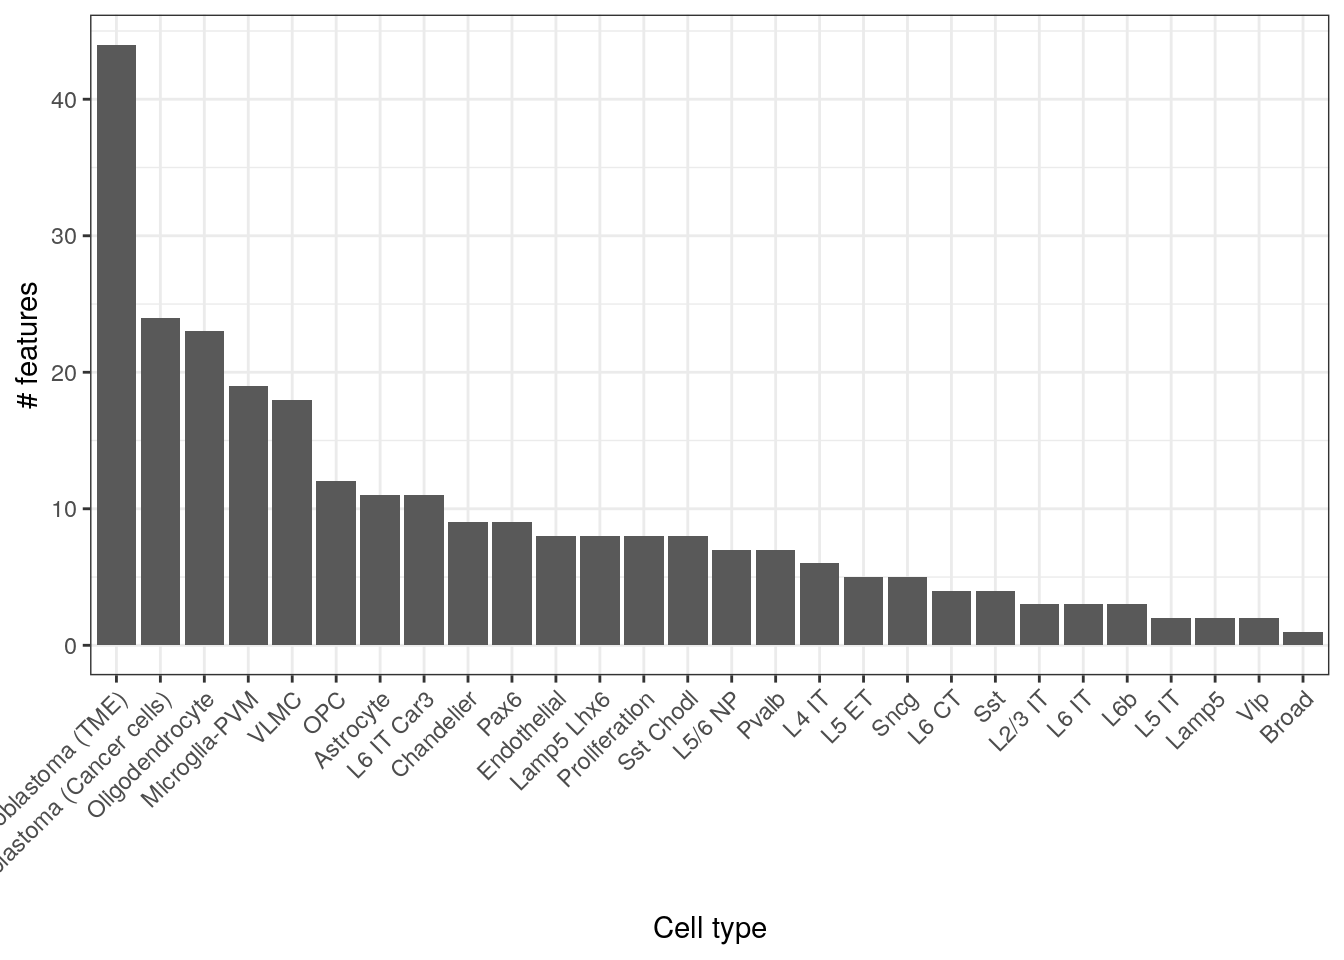 # features
40
30
20
10
0
oblastoma (TME)
blastoma (Cancer cells)
Oligodendrocyte
Microglia-PVM
VLMC
OPC
Astrocyte
L6 IT Car3
Chandelier
Pax6
Endothelial
Lamp5 Lhx6
Proliferation
Sst Chodl
L5/6 NP
Pvalb
L4 IT
L5 ET
Sncg
L6 CT
Sst
L2/3 IT
L6 IT
L6b
L5 IT
Lamp5
Vip
Broad
Cell type